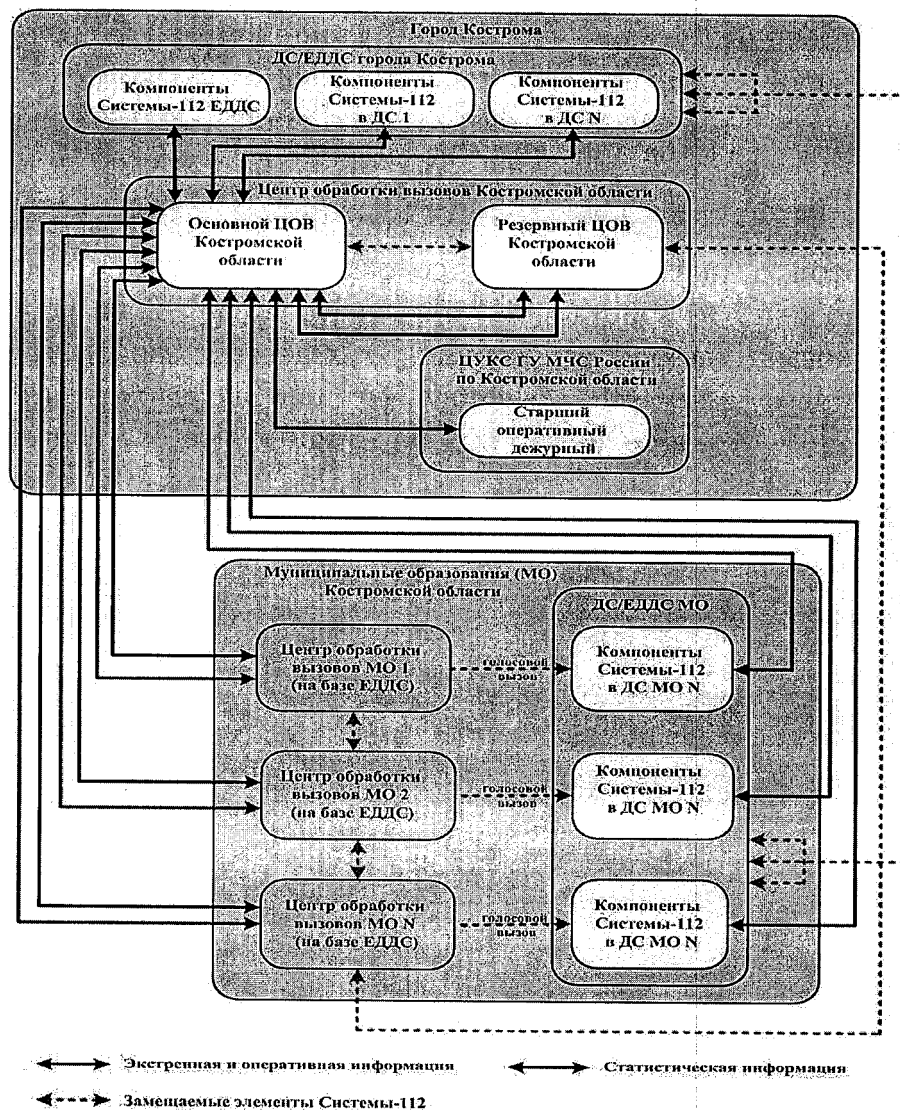 Город Кострома
ДС/ЕДДС города Кострома
Компоненты
Системы-112 ЕДДС
Компоненты
Системы-112
в ДС 1
Компоненты
Системы-112
в ДС N
Центр обработки вызовов Костромской области
Основной ЦОВ
Костромской
области
Резервный ЦОВ
Костромской
области
ЦУКС ГУ МЧС России
по Костромской области
Старший
оперативный
дежурный
Муниципальные образования (МО)
Костромской области
ДС/ЕДДС МО
Центр обработки
вызовов МО 1
(на базе ЕДДС)
голосовой
вызов
Компоненты
Системы-112
в ДС МО N
Центр обработки
вызовов МО 2
(на базе ЕДДС)
голосовой
вызов
Компоненты
Системы-112
в ДС МО N
Центр обработки
вызовов МО N
(на базе ЕДДС)
голосовой
вызов
Компоненты
Системы-112
в ДС МО N
Экстренная и оперативная информация
Статистическая информация
Замещаемые элементы Системы-112